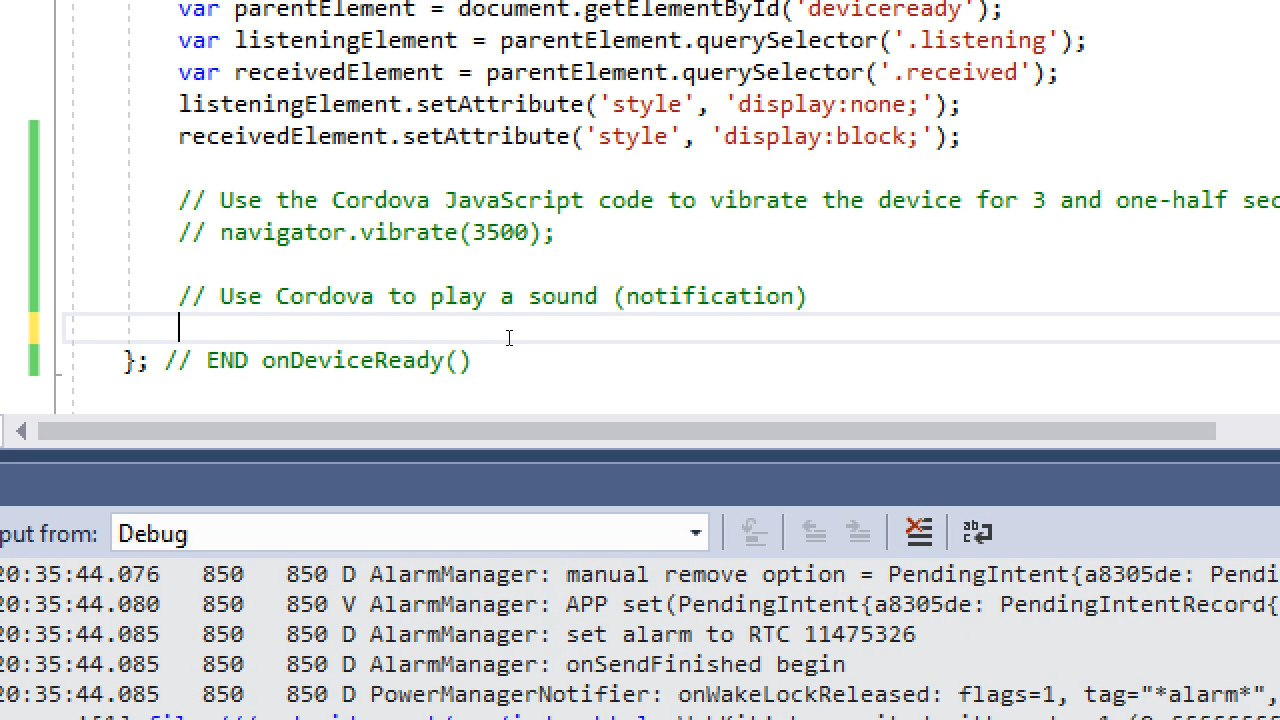 var parentElement = document.getElementById('deviceready');
var listeningElement = parentElement.querySelector('.listening');
var receivedElement = parentElement.querySelector('.received');
listeningElement.setAttribute('style', 'display:none;');
receivedElement.setAttribute('style', 'display:block;');
// Use the Cordova JavaScript code to vibrate the device for 3 and one-half sec
// navigator.vibrate(3500);
// Use Cordova to play a sound (notification)
}; // END onDeviceReady()
put from: Debug
20:35:44.076 850 850 D AlarmManager: manual remove option = PendingIntent{a8305de: Pendi
20:35:44.080 850 V AlarmManager: APP set(PendingIntent{a8305de: PendingIntentRecord{
20:35:44.085 850 850 D AlarmManager: set alarm to RTC 11475326
20:35:44.085 850 850 D AlarmManager: onSendFinished begin
20:35:44.085 850 850 D PowerManagerNotifier: onWakeLockReleased: flags=1, tag="*alarm*",